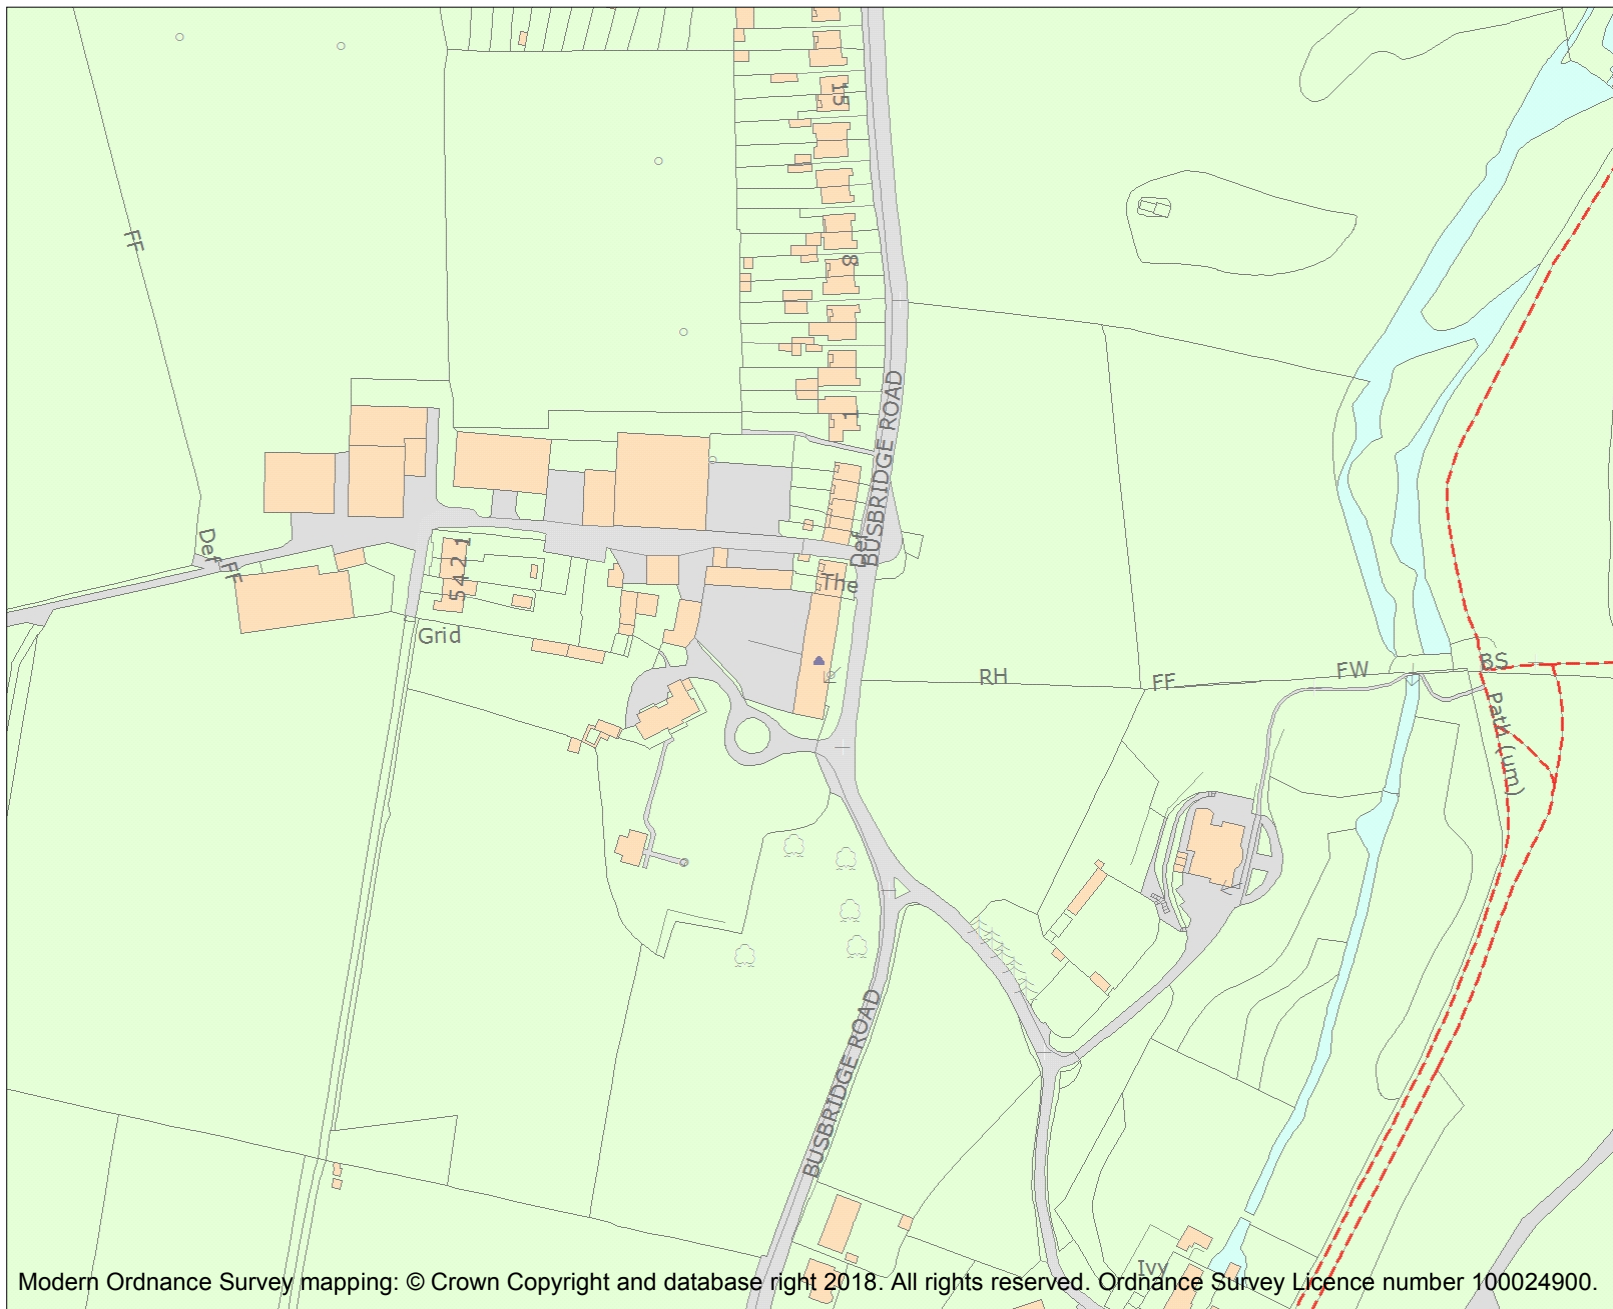 15
FF
8
1
BUSBRIDGE ROAD
Def
Def
FF
The
5 4 2 1
Grid
RH
FF
FW
BS
Path (um)
BUSBRIDGE ROAD
Ivy
Modern Ordnance Survey mapping: © Crown Copyright and database right 2018. All rights reserved. Ordnance Survey Licence number 100024900.